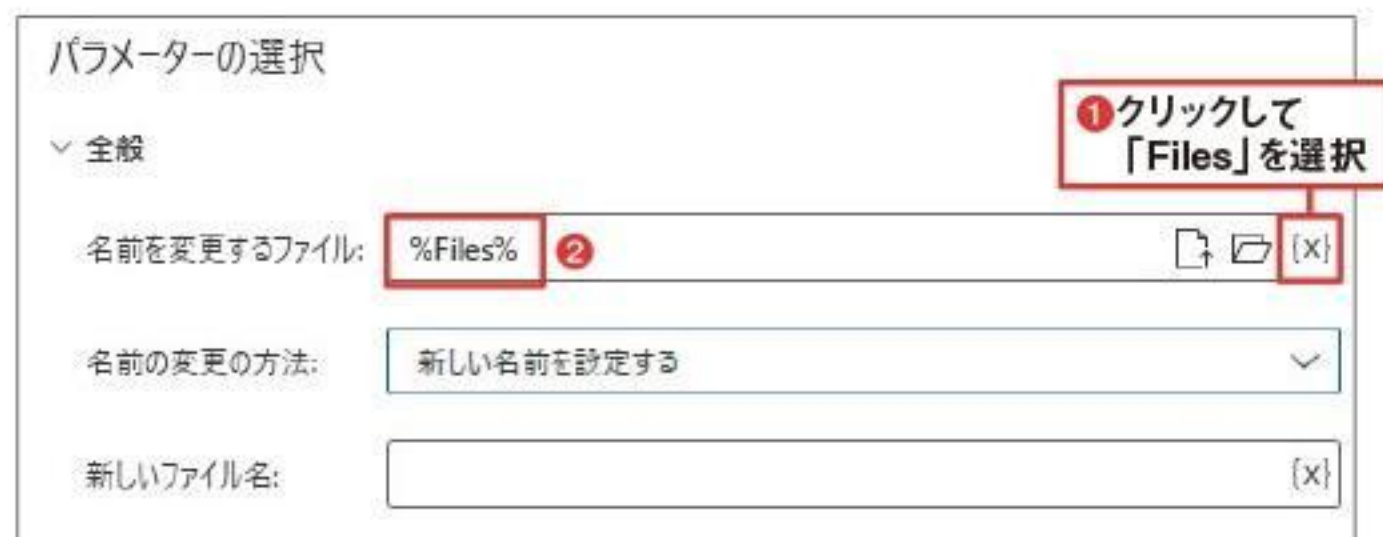 パラメーターの選択
❶クリックして
「Files」を選択
全般
名前を変更するファイル: %Files% ❷ {x}
名前の変更の方法: 新しい名前を設定する
新しいファイル名: {x}